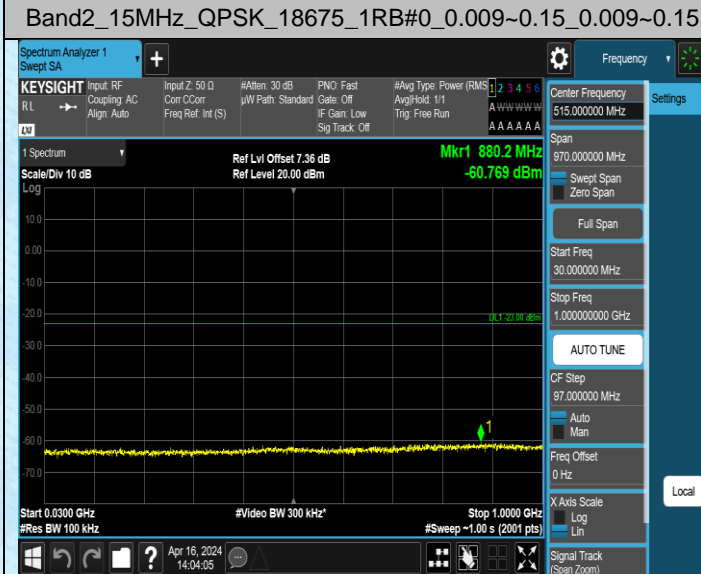 Band2_15MHz_QPSK_18675_1RB#0_0.009~0.15_0.009~0.15
Spectrum Analyzer 1
Swept SA
+
Frequency
KEYSIGHT
RL
LXI
Input: RF
Coupling: AC
Align: Auto
Input Z: 50 Ω
Corr CCorr
Freq Ref: Int (S)
#Atten: 30 dB
µW Path: Standard
PNO: Fast
Gate: Off
IF Gain: Low
Sig Track: Off
#Avg Type: Power (RMS
Avg|Hold: 1/1
Trig: Free Run
1 2 3 4 5 6
A W W W W W
A A A A A A
1 Spectrum
Scale/Div 10 dB
Log
Ref Lvl Offset 7.36 dB
Ref Level 20.00 dBm
Mkr1 880.2 MHz
-60.769 dBm
10.0
0.00
-10.0
-20.0
-30.0
-40.0
-50.0
-60.0
-70.0
DL1 -23.00 dBm
1
Start 0.0300 GHz
#Res BW 100 kHz
#Video BW 300 kHz*
Stop 1.0000 GHz
#Sweep ~1.00 s (2001 pts)
Center Frequency
515.000000 MHz
Settings
Span
970.000000 MHz
Swept Span
Zero Span
Full Span
Start Freq
30.000000 MHz
Stop Freq
1.000000000 GHz
AUTO TUNE
CF Step
97.000000 MHz
Auto
Man
Freq Offset
0 Hz
X Axis Scale
Log
Lin
Local
Signal Track
(Span Zoom)
?
Apr 16, 2024
14:04:05